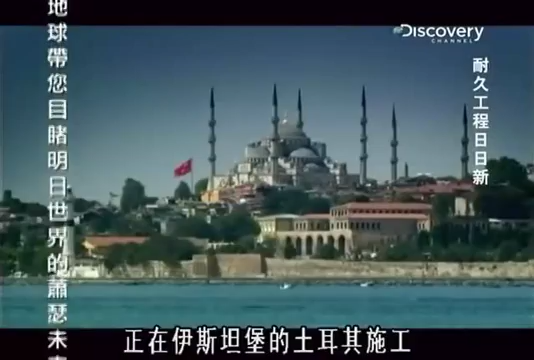 Discovery
CHANNEL
耐久工程日日新
地球帶您目睹明日世界的蕭瑟未
正在伊斯坦堡的土耳其施工